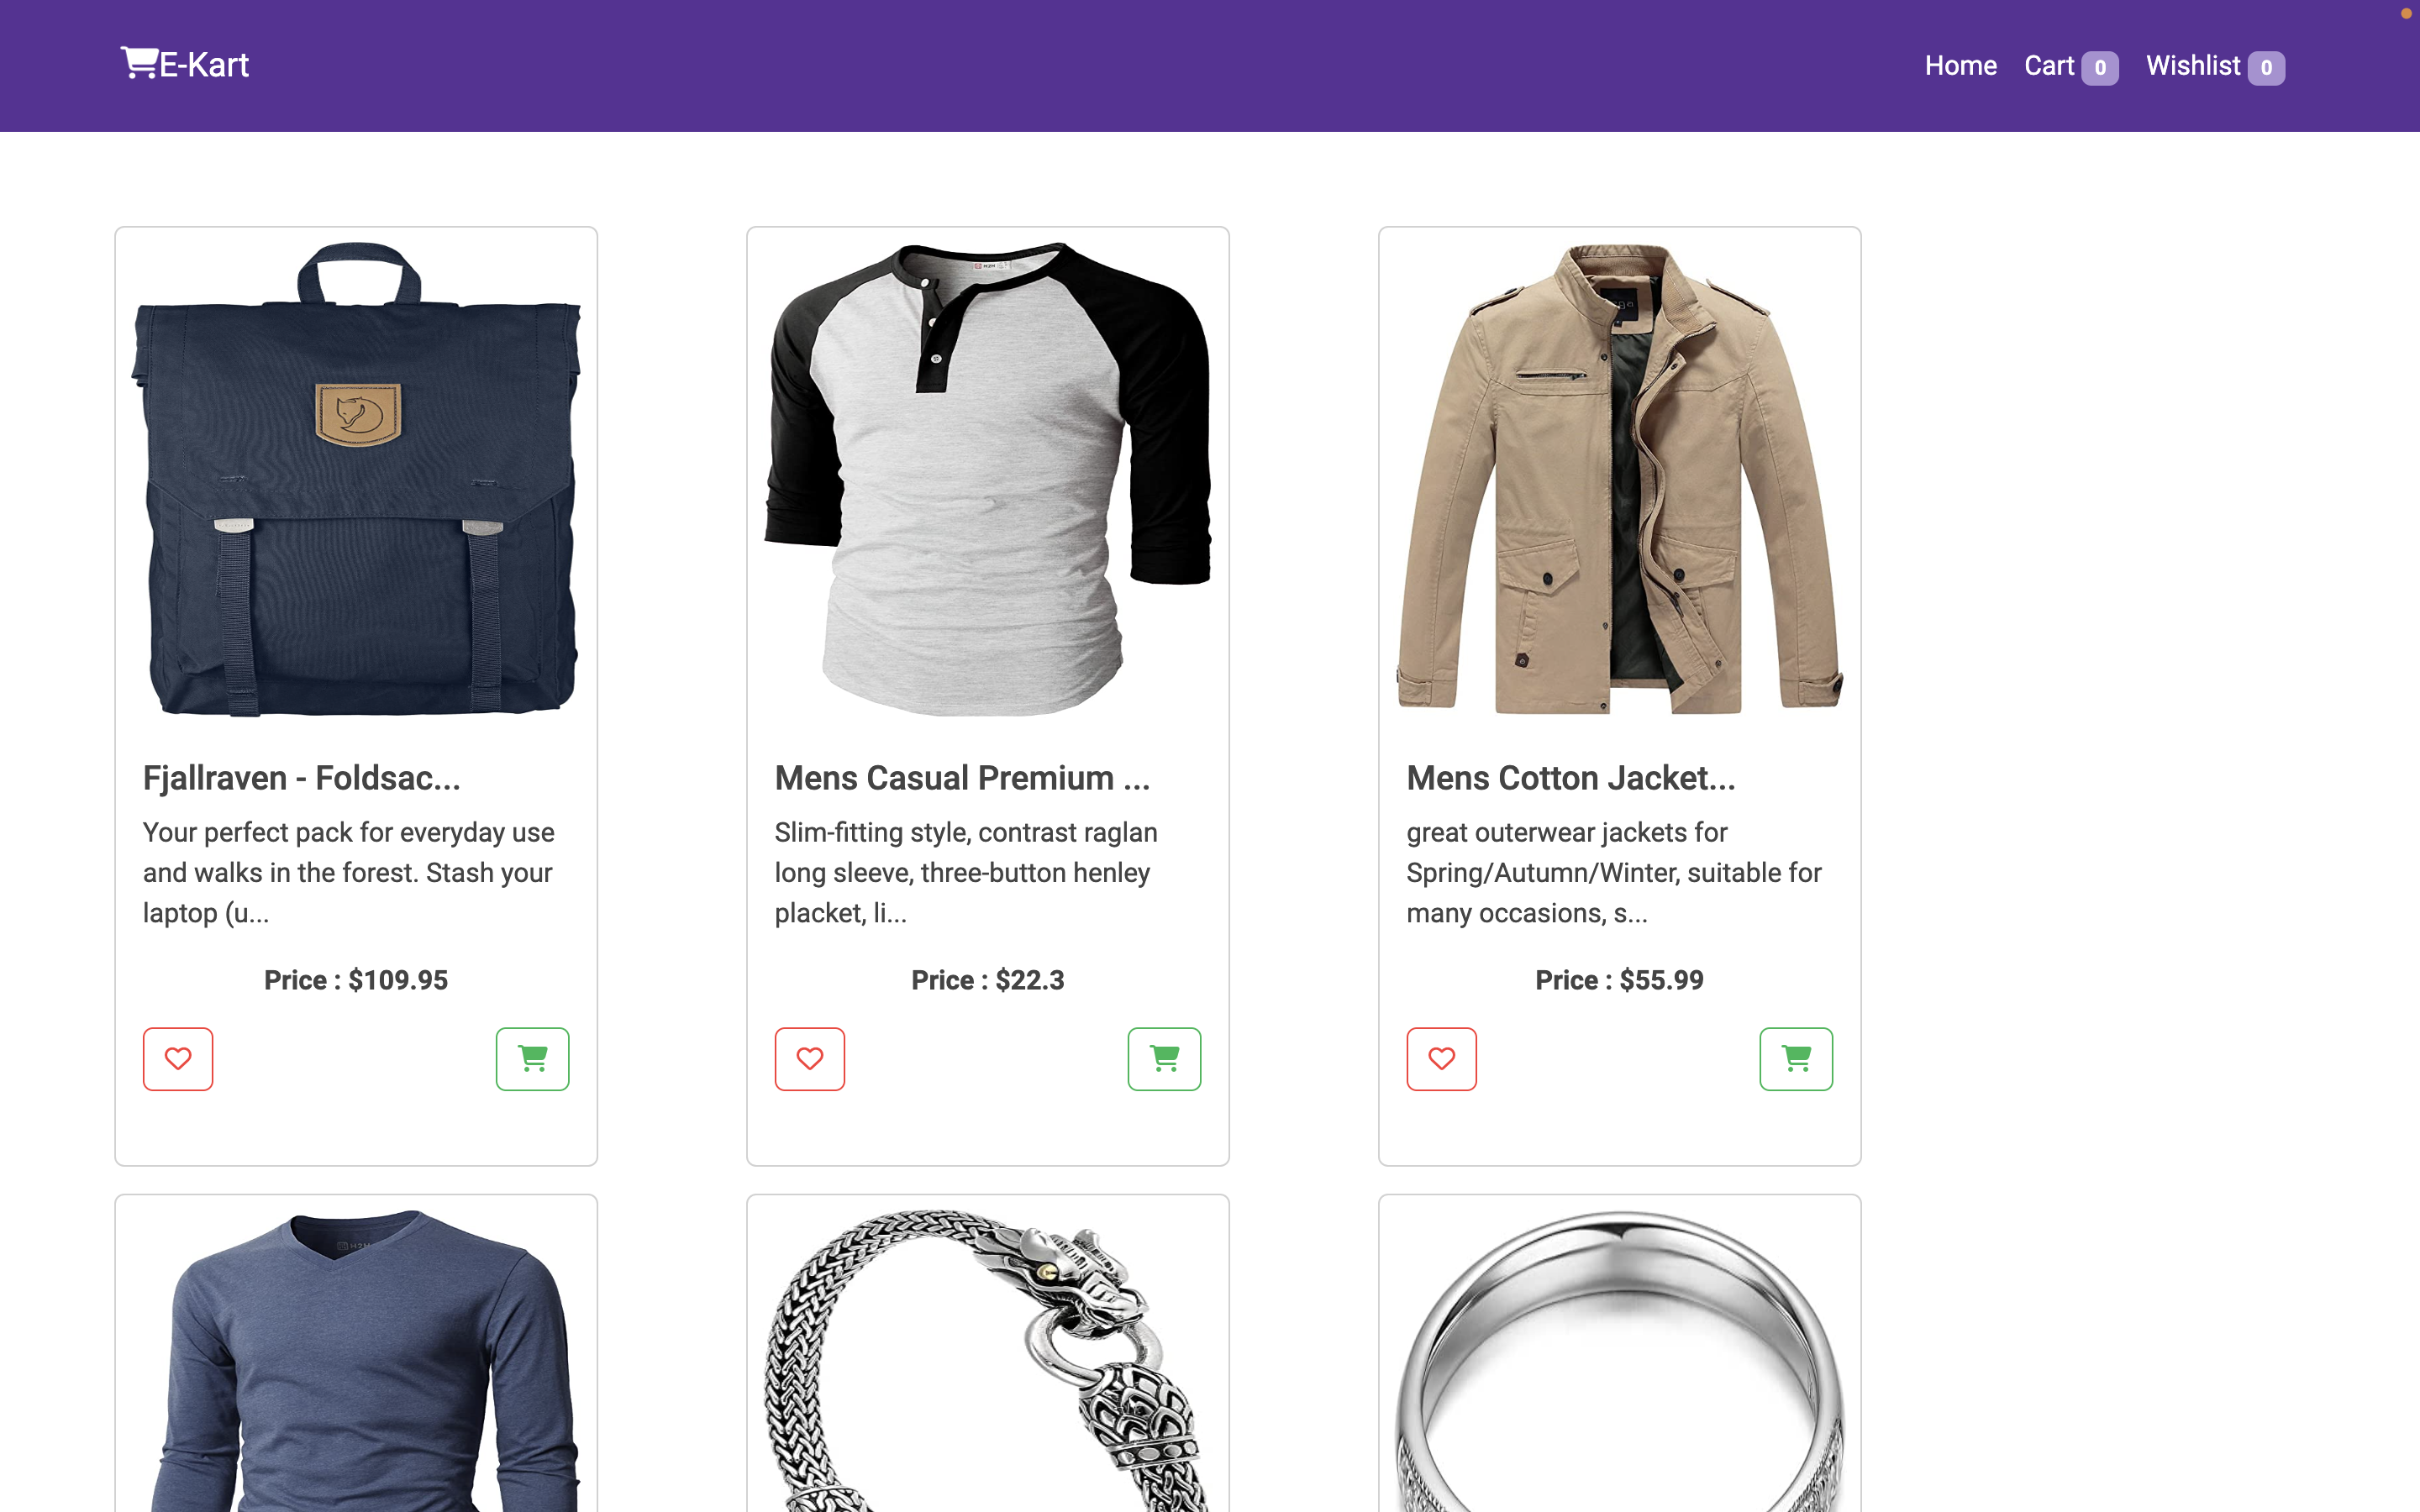 E-Kart
Home Cart 0 Wishlist 0
Fjallraven - Foldsac...
Your perfect pack for everyday use
and walks in the forest. Stash your
laptop (u...
Price : $109.95
Mens Casual Premium ...
Slim-fitting style, contrast raglan
long sleeve, three-button henley
placket, li...
Price : $22.3
Mens Cotton Jacket...
great outerwear jackets for
Spring/Autumn/Winter, suitable for
many occasions, s...
Price : $55.99